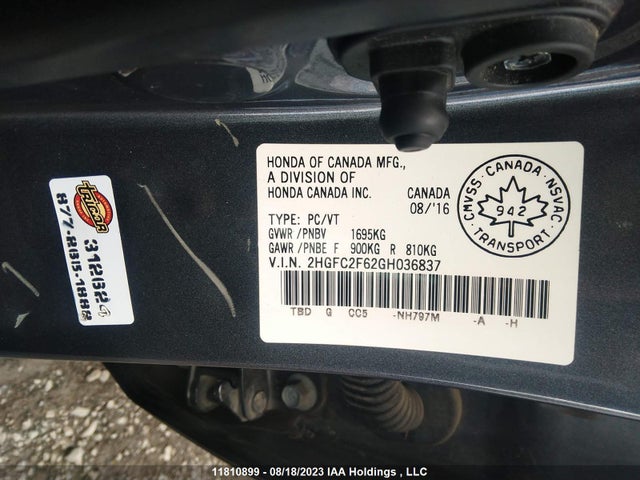 HONDA OF CANADA MFG.,
A DIVISION OF
HONDA CANADA INC. CANADA
08/'16
TYPE: PC/VT
GVWR /PNBV 1695KG
GAWR /PNBE F 900KG R 810KG
V.I.N. 2HGFC2F62GH036837
TBD G CC5 -NH797M -A -H
CMVSS · CANADA · NSVAC
942
TRANSPORT
TriCor
312624
11810899 - 08/18/2023 IAA Holdings , LLC